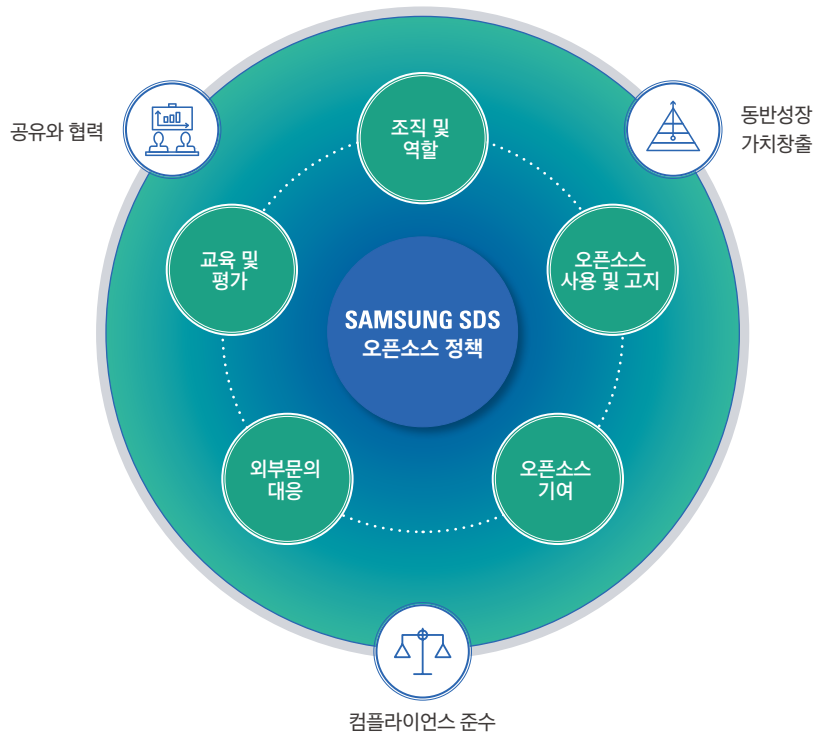 공유와 협력
동반성장
가치창출
조직 및
역할
교육 및
평가
오픈소스
사용 및 고지
SAMSUNG SDS
오픈소스 정책
외부문의
대응
오픈소스
기여
컴플라이언스 준수